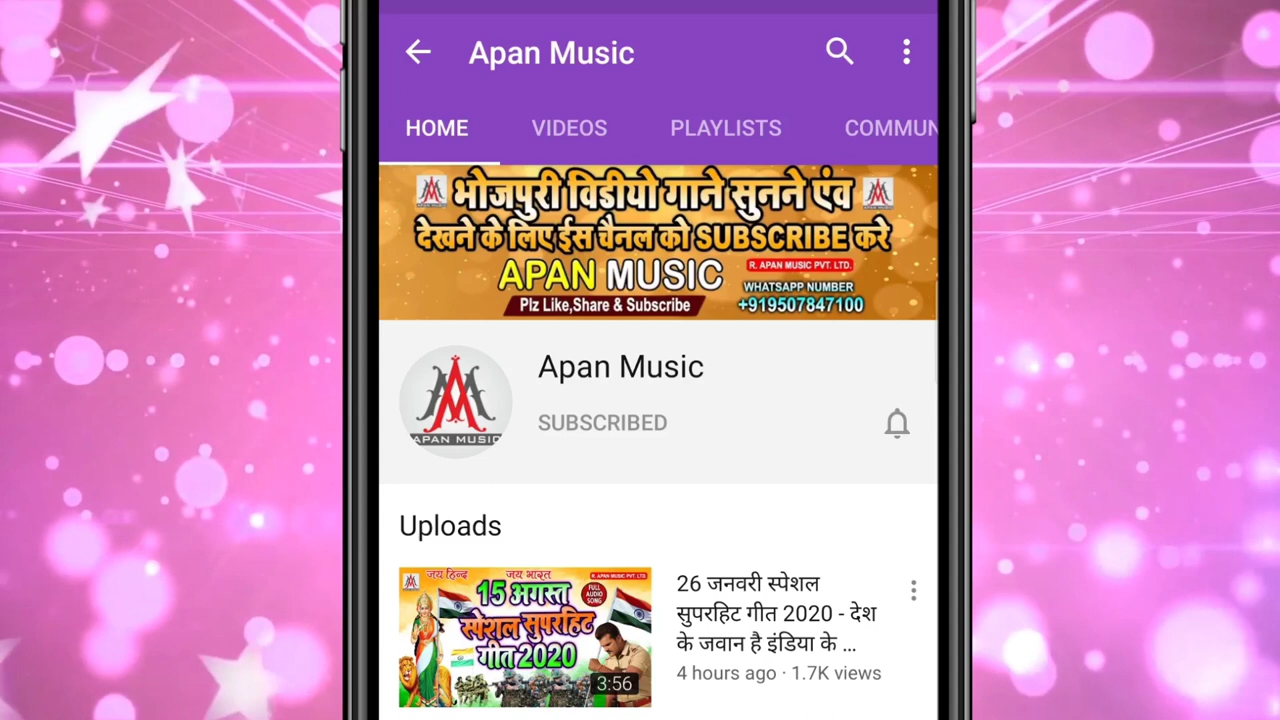 Apan Music
HOME VIDEOS PLAYLISTS COMMUN
भोजपुरी विडीयो गाने सुनने एंव
देखने के लिए ईस चैनल को SUBSCRIBE करे
APAN MUSIC
R. APAN MUSIC PVT. LTD.
WHATSAPP NUMBER
+919507847100
Plz Like,Share & Subscribe
Apan Music
SUBSCRIBED
APAN MUSIC
Uploads
जय हिन्द जय भारत
R. APAN MUSIC PVT. LTD
15 अगस्त
FULL AUDIO SONG
स्पेशल सुपरहिट
गीत 2020
3:56
26 जनवरी स्पेशल
सुपरहिट गीत 2020 - देश
के जवान है इंडिया के ...
4 hours ago · 1.7K views